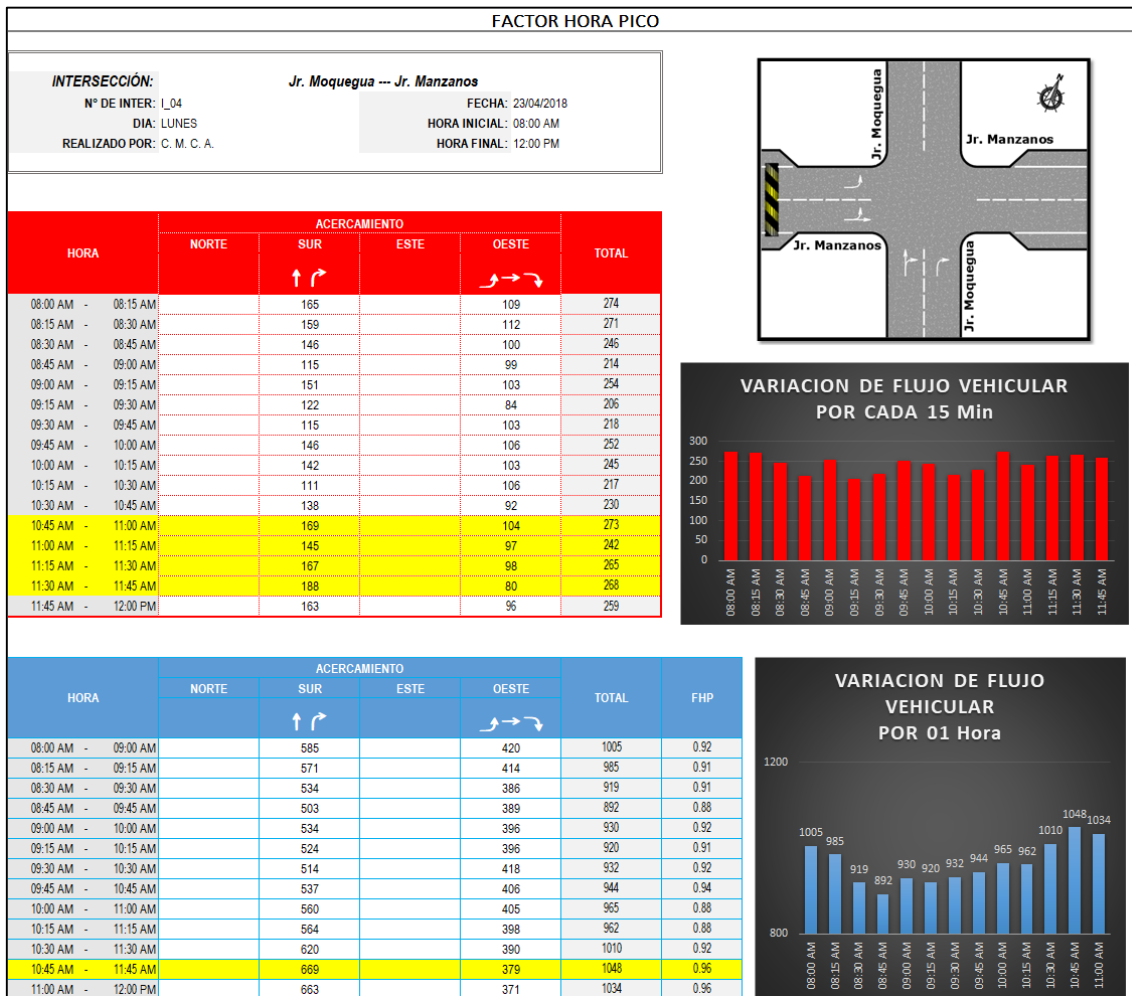 FACTOR HORA PICO
INTERSECCIÓN: Jr. Moquegua --- Jr. Manzanos
Nº DE INTER: I_04 FECHA: 23/04/2018
DIA: LUNES HORA INICIAL: 08:00 AM
REALIZADO POR: C. M. C. A. HORA FINAL: 12:00 PM
Jr. Moquegua
N
Jr. Manzanos
Jr. Manzanos
Jr. Moquegua
ACERCAMIENTO
HORA NORTE SUR ESTE OESTE TOTAL
08:00 AM - 08:15 AM 165 109 274
08:15 AM - 08:30 AM 159 112 271
08:30 AM - 08:45 AM 146 100 246
08:45 AM - 09:00 AM 115 99 214
09:00 AM - 09:15 AM 151 103 254
09:15 AM - 09:30 AM 122 84 206
09:30 AM - 09:45 AM 115 103 218
09:45 AM - 10:00 AM 146 106 252
10:00 AM - 10:15 AM 142 103 245
10:15 AM - 10:30 AM 111 106 217
10:30 AM - 10:45 AM 138 92 230
10:45 AM - 11:00 AM 169 104 273
11:00 AM - 11:15 AM 145 97 242
11:15 AM - 11:30 AM 167 98 265
11:30 AM - 11:45 AM 188 80 268
11:45 AM - 12:00 PM 163 96 259
VARIACION DE FLUJO VEHICULAR
POR CADA 15 Min
300
250
200
150
100
50
0
08:00 AM 08:15 AM 08:30 AM 08:45 AM 09:00 AM 09:15 AM 09:30 AM 09:45 AM 10:00 AM 10:15 AM 10:30 AM 10:45 AM 11:00 AM 11:15 AM 11:30 AM 11:45 AM
ACERCAMIENTO
HORA NORTE SUR ESTE OESTE TOTAL FHP
08:00 AM - 09:00 AM 585 420 1005 0.92
08:15 AM - 09:15 AM 571 414 985 0.91
08:30 AM - 09:30 AM 534 386 919 0.91
08:45 AM - 09:45 AM 503 389 892 0.88
09:00 AM - 10:00 AM 534 396 930 0.92
09:15 AM - 10:15 AM 524 396 920 0.91
09:30 AM - 10:30 AM 514 418 932 0.92
09:45 AM - 10:45 AM 537 406 944 0.94
10:00 AM - 11:00 AM 560 405 965 0.88
10:15 AM - 11:15 AM 564 398 962 0.88
10:30 AM - 11:30 AM 620 390 1010 0.92
10:45 AM - 11:45 AM 669 379 1048 0.96
11:00 AM - 12:00 PM 663 371 1034 0.96
VARIACION DE FLUJO
VEHICULAR
POR 01 Hora
1200
800
1005 985 919 892 930 920 932 944 965 962 1010 1048 1034
08:00 AM 08:15 AM 08:30 AM 08:45 AM 09:00 AM 09:15 AM 09:30 AM 09:45 AM 10:00 AM 10:15 AM 10:30 AM 10:45 AM 11:00 AM